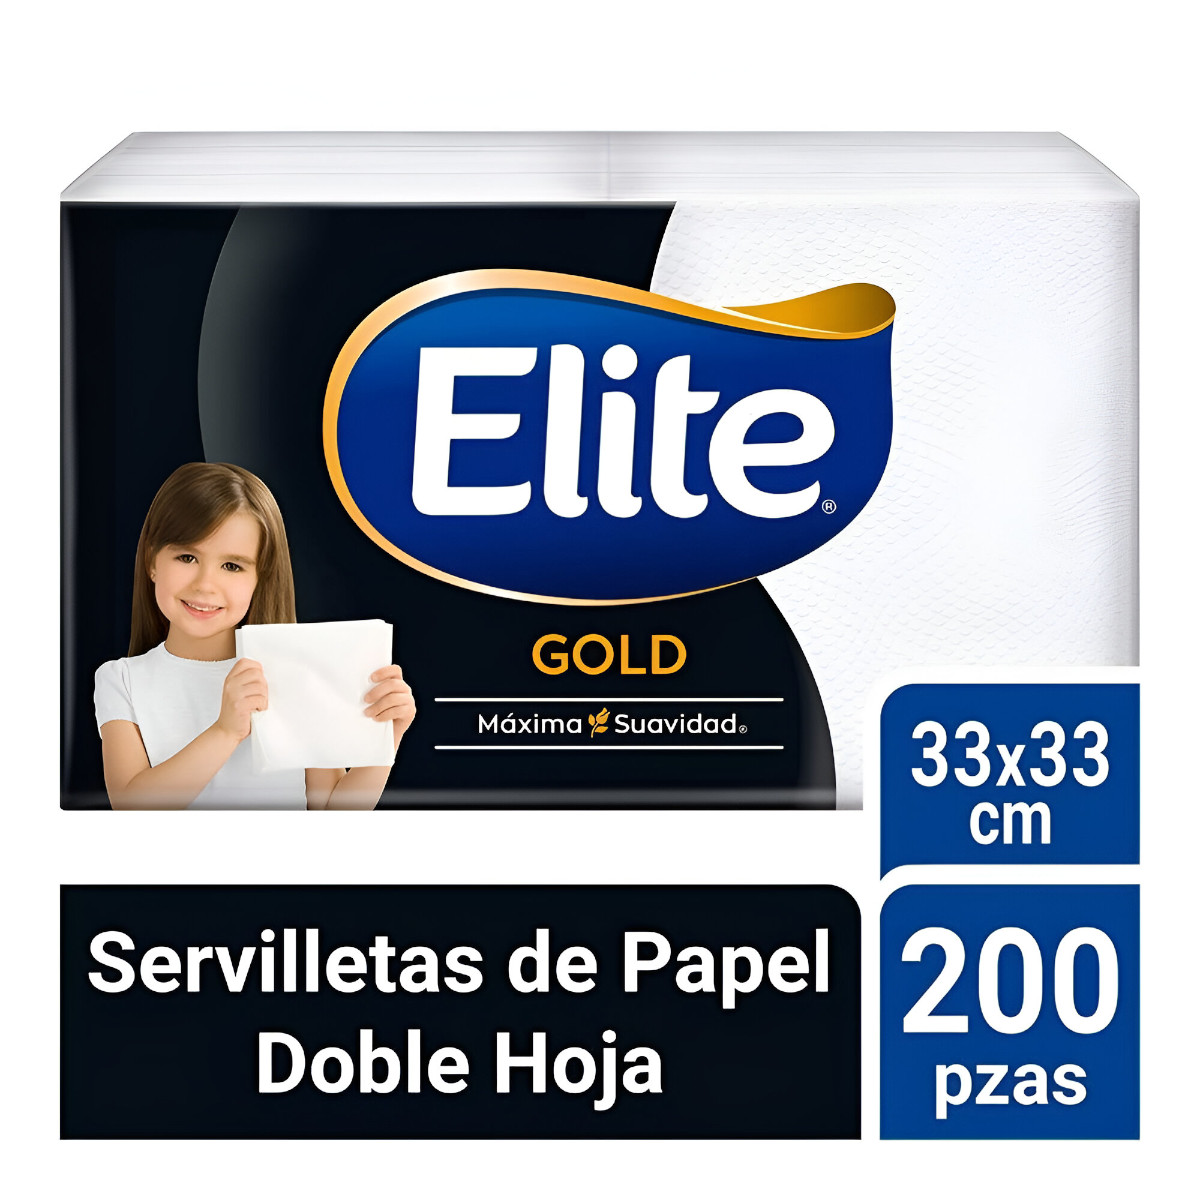 Elite®
GOLD
Máxima Suavidad®
33x33
cm
Servilletas de Papel
Doble Hoja
200
pzas